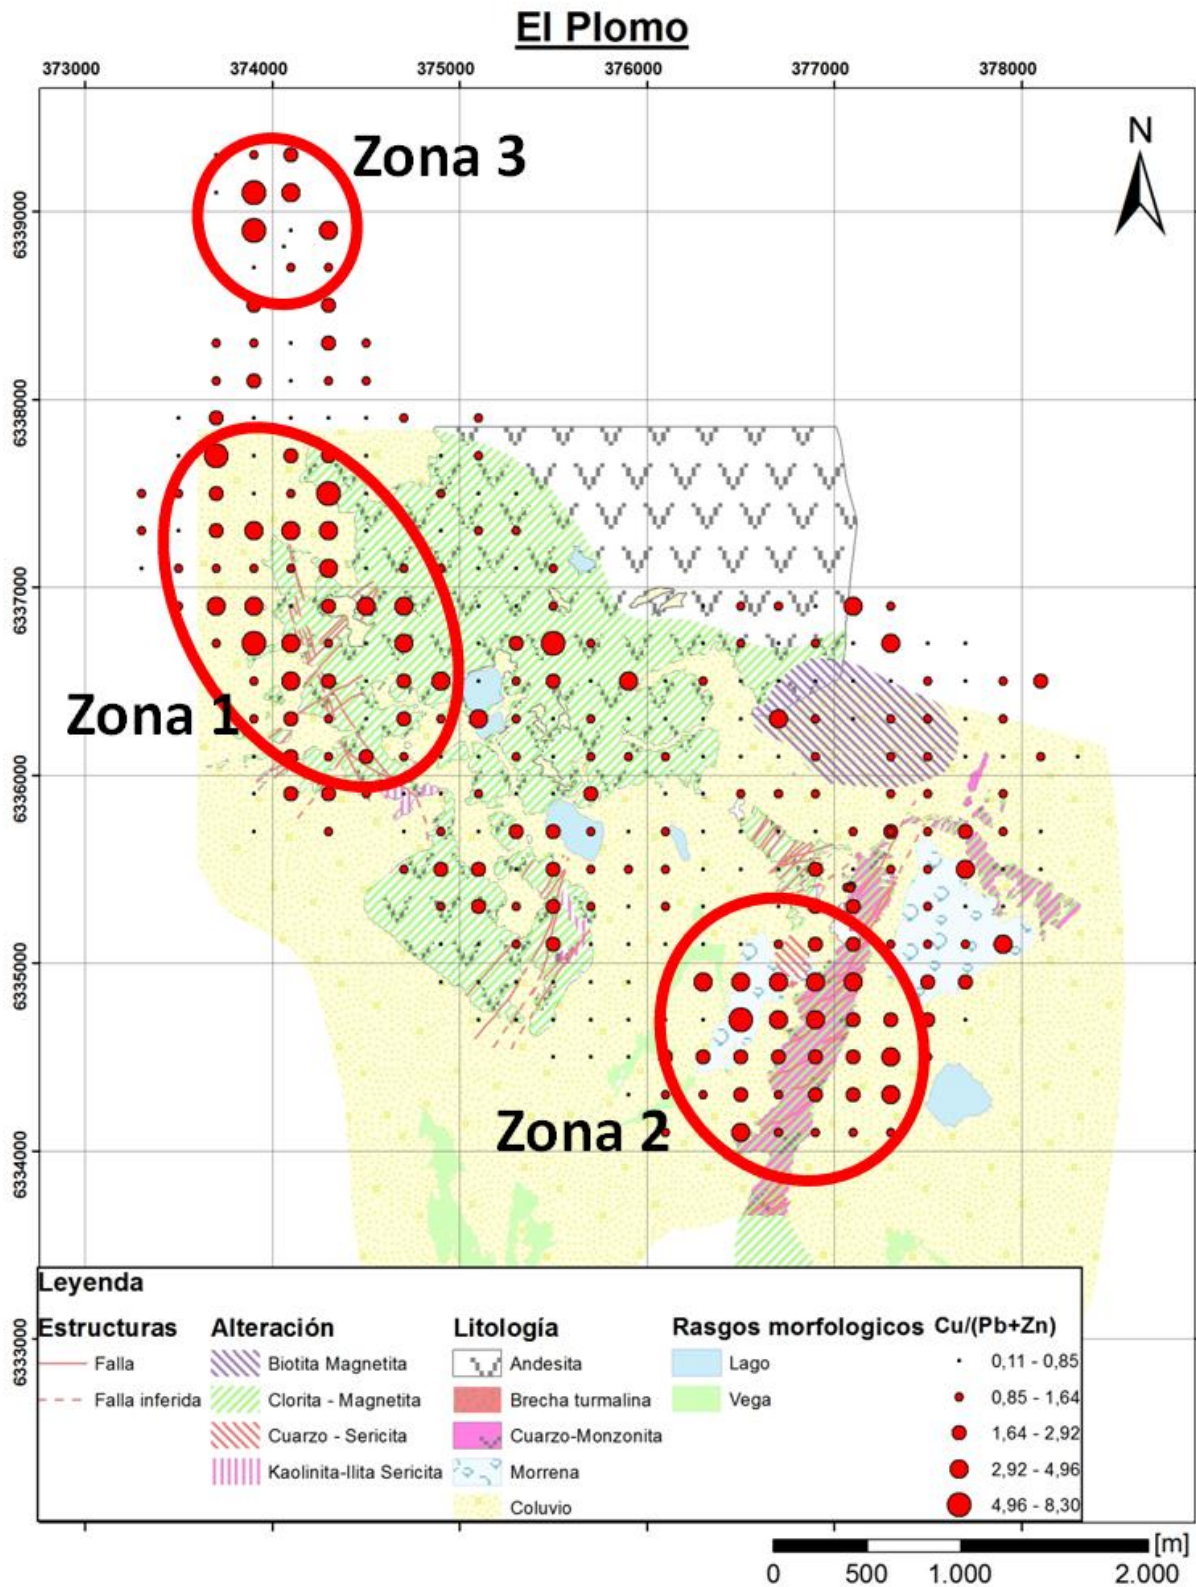 El Plomo
373000 374000 375000 376000 377000 378000
N
Zona 3
6339000
6338000
6337000
Zona 1
6336000
6335000
Zona 2
6334000
6333000
Leyenda
Estructuras
Falla
Falla inferida
Alteración
Biotita Magnetita
Clorita - Magnetita
Cuarzo - Sericita
Kaolinita-Ilita Sericita
Litología
Andesita
Brecha turmalina
Cuarzo-Monzonita
Morrena
Coluvio
Rasgos morfologicos
Lago
Vega
Cu/(Pb+Zn)
0,11 - 0,85
0,85 - 1,64
1,64 - 2,92
2,92 - 4,96
4,96 - 8,30
[m]
0 500 1.000 2.000